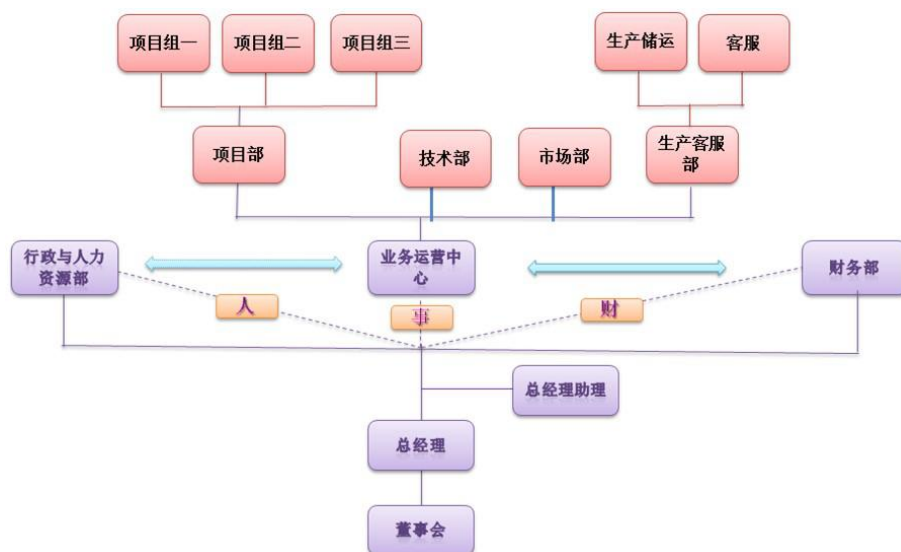 项目组一
项目组二
项目组三
生产储运
客服
项目部
技术部
市场部
生产客服
部
行政与人力
资源部
业务运营中
心
财务部
人
事
财
总经理助理
总经理
董事会